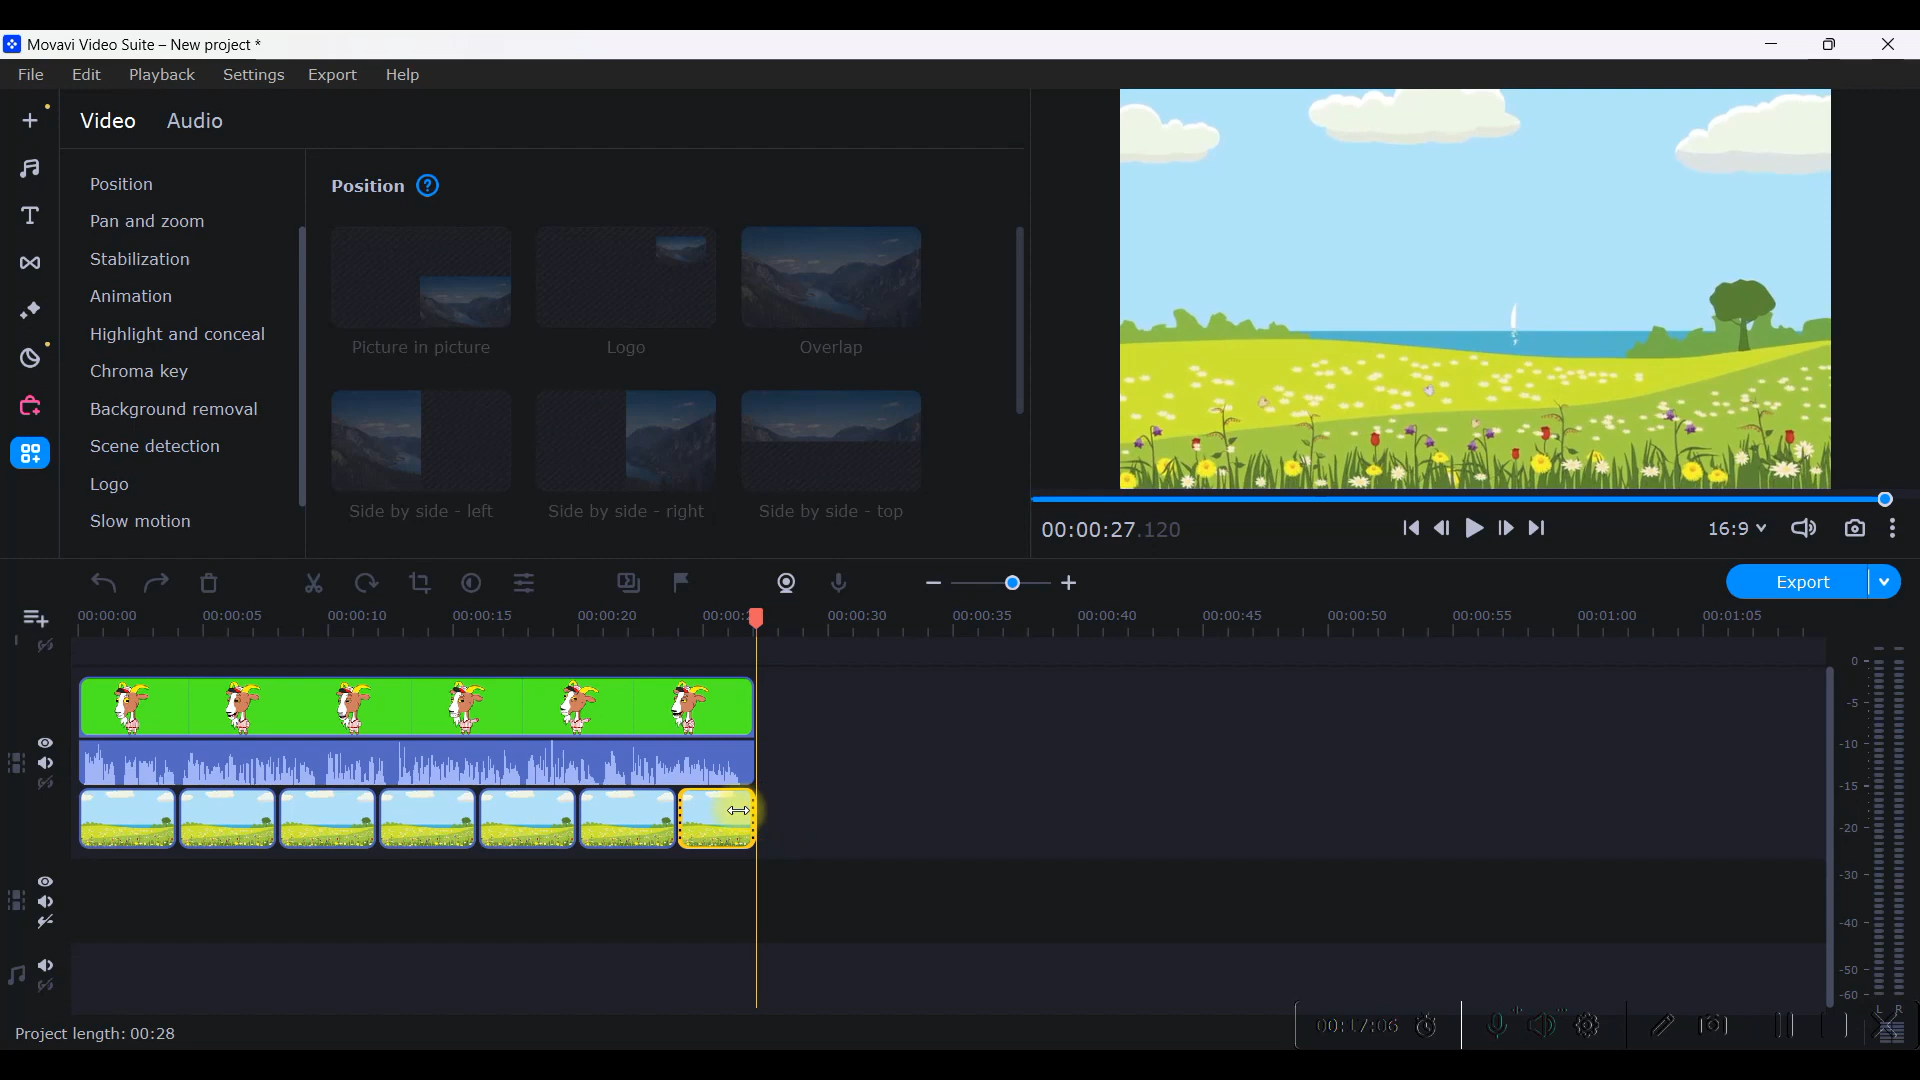 Movavi Video Suite – New project *
File Edit Playback Settings Export Help
Video Audio
Position
Pan and zoom
Stabilization
Animation
Highlight and conceal
Chroma key
Background removal
Scene detection
Logo
Slow motion
Position ?
Picture in picture Logo Overlap
Side by side - left Side by side - right Side by side - top
00:00:27.120
16:9
Export
00:00:00 00:00:05 00:00:10 00:00:15 00:00:20 00:00:30 00:00:35 00:00:40 00:00:45 00:00:50 00:00:55 00:01:00 00:01:05
0
-5
-10
-15
-20
-30
-40
-50
-60
L R
00:17:06
Project length: 00:28